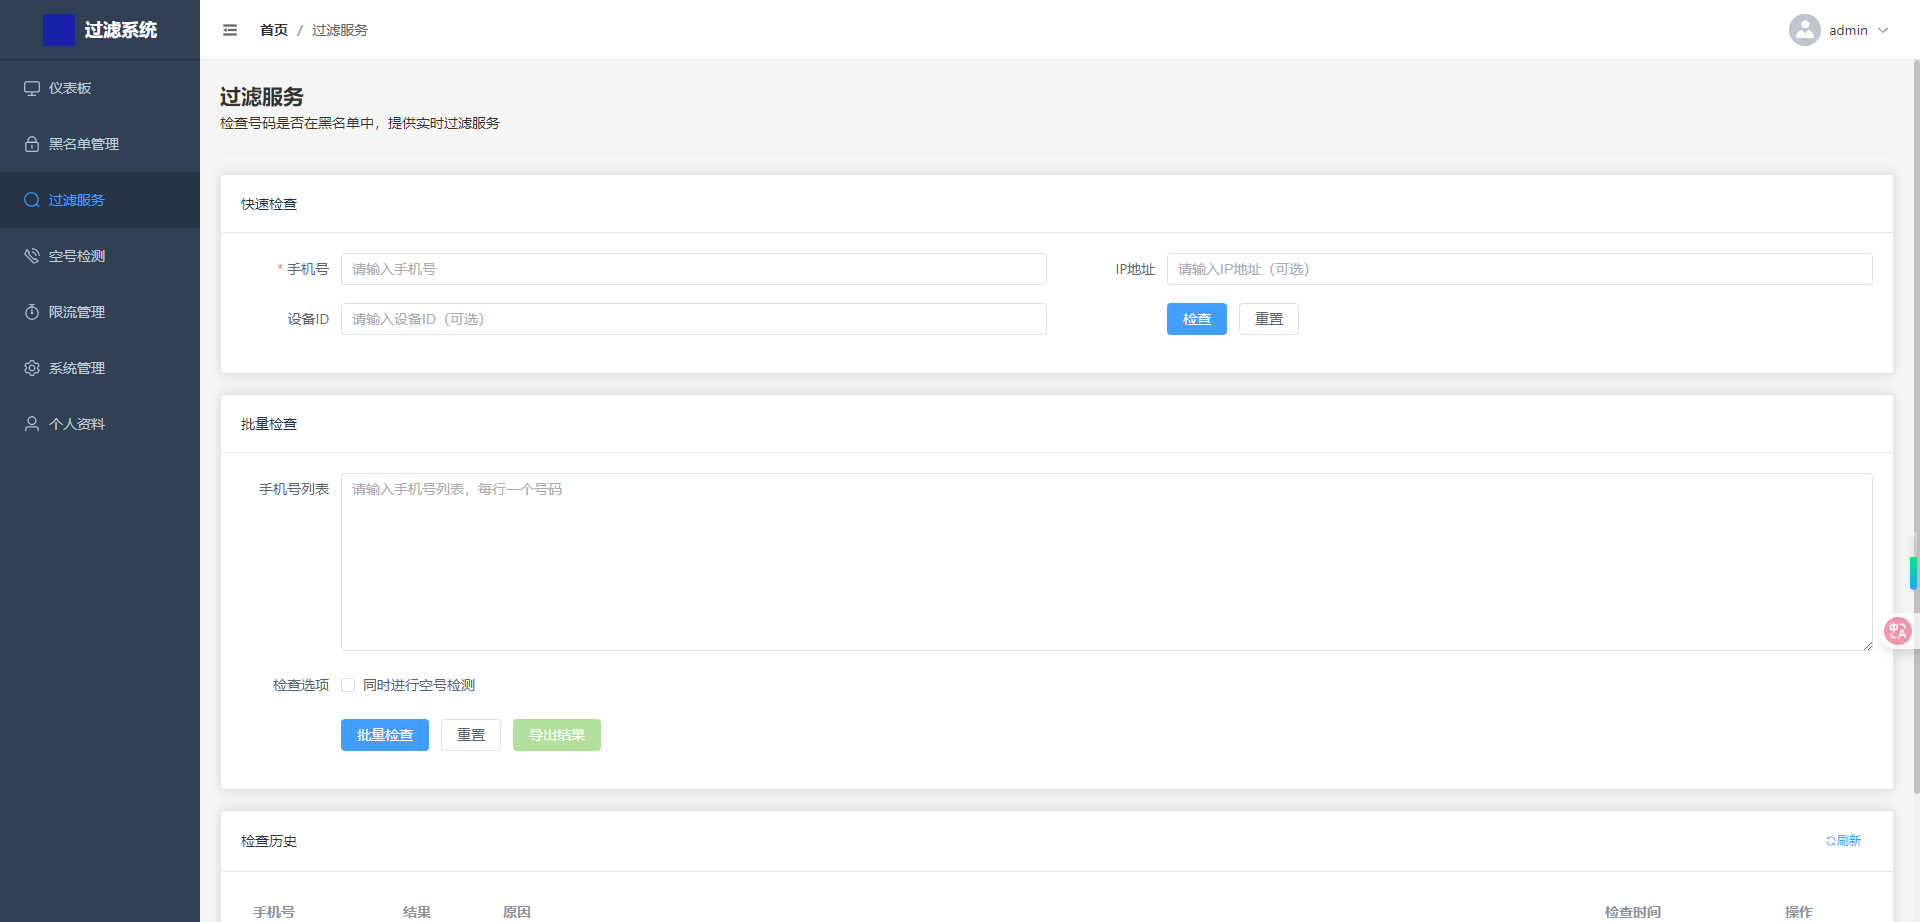 过滤系统
首页 / 过滤服务
admin
仪表板
黑名单管理
过滤服务
空号检测
限流管理
系统管理
个人资料
过滤服务
检查号码是否在黑名单中，提供实时过滤服务
快速检查
* 手机号 请输入手机号
IP地址 请输入IP地址（可选）
设备ID 请输入设备ID（可选）
检查 重置
批量检查
手机号列表 请输入手机号列表，每行一个号码
检查选项 同时进行空号检测
批量检查 重置 导出结果
检查历史
刷新
手机号 结果 原因 检查时间 操作
中A